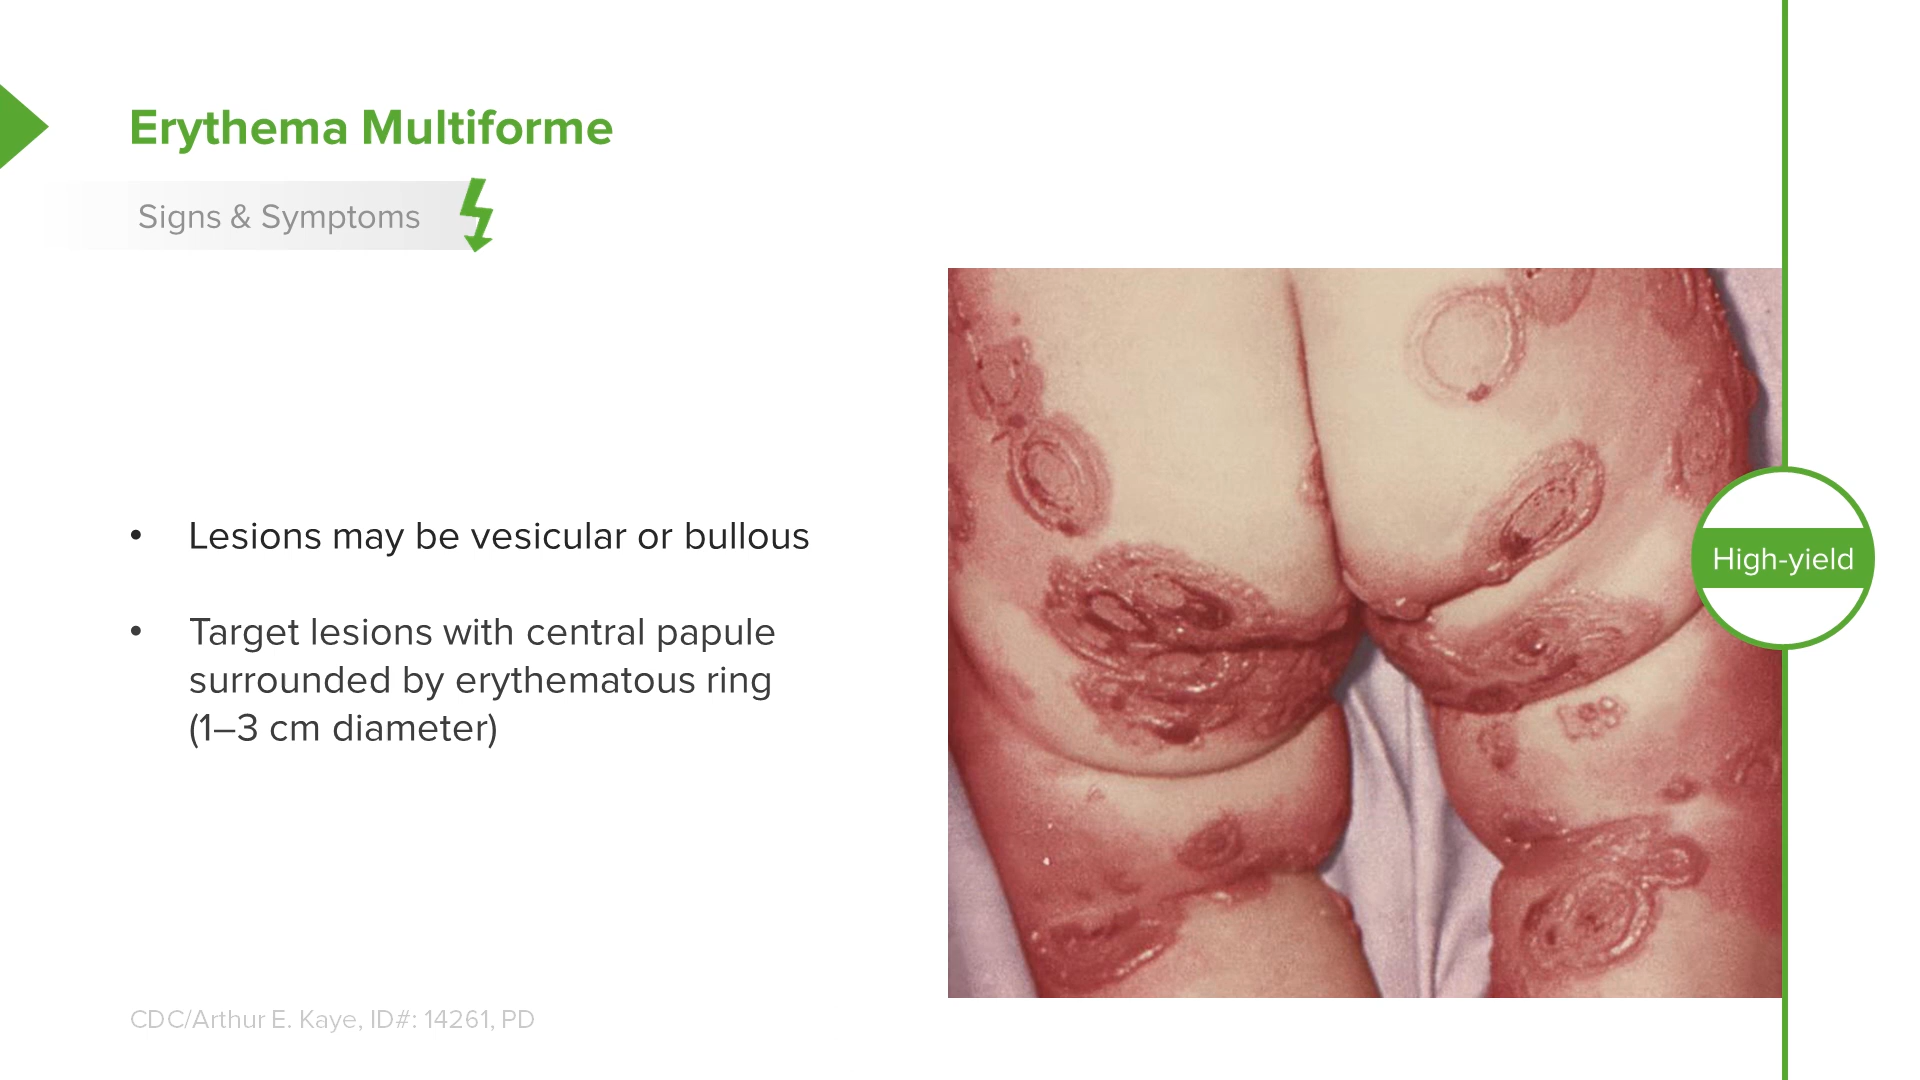 Erythema Multiforme
Signs & Symptoms
• Lesions may be vesicular or bullous
• Target lesions with central papule
surrounded by erythematous ring
(1–3 cm diameter)
High-yield
CDC/Arthur E. Kaye, ID#: 14261, PD